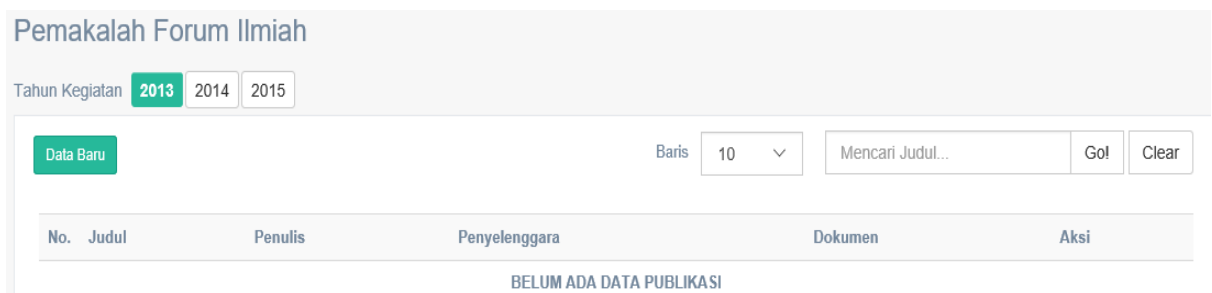 Pemakalah Forum Ilmiah
Tahun Kegiatan 2013 2014 2015
Data Baru Baris 10 Mencari Judul... Go! Clear
No. Judul Penulis Penyelenggara Dokumen Aksi
BELUM ADA DATA PUBLIKASI